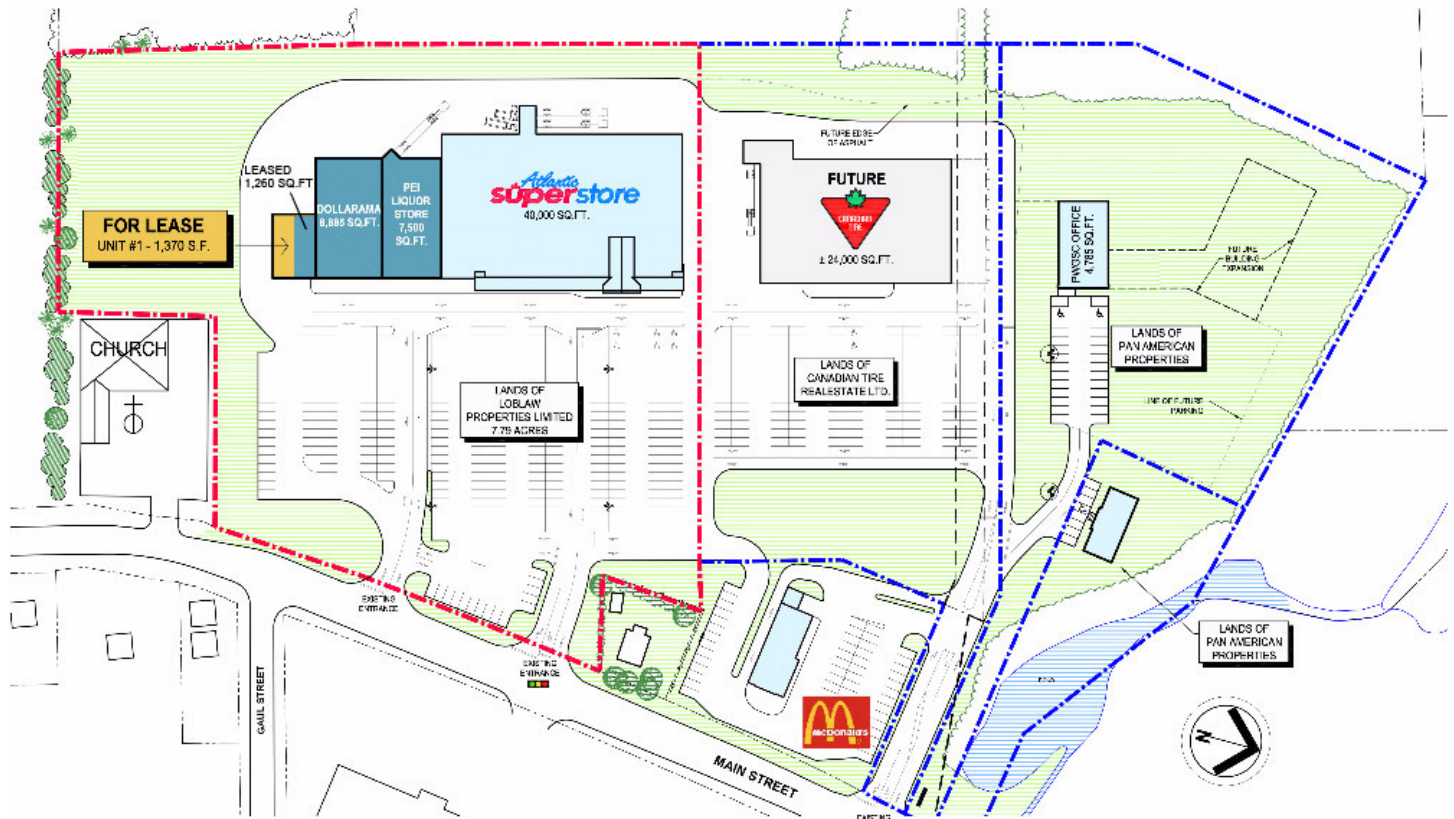 FUTURE EDGE
OF ASPHALT
LEASED
1,260 SQ.FT
FOR LEASE
UNIT #1 - 1,370 S.F.
DOLLARAMA
8,885 SQ.FT.
PEI
LIQUOR
STORE
7,500
SQ.FT.
Atlantic
superstore
40,000 SQ.FT.
FUTURE
CANADIAN
TIRE
± 24,000 SQ.FT.
PWGSC OFFICE
4,785 SQ.FT.
FUTURE
BUILDING
EXPANSION
CHURCH
LANDS OF
LOBLAW
PROPERTIES LIMITED
7.79 ACRES
LANDS OF
CANADIAN TIRE
REALESTATE LTD.
LANDS OF
PAN AMERICAN
PROPERTIES
LINE OF FUTURE
PARKING
EXISTING
ENTRANCE
EXISTING
ENTRANCE
GAUL STREET
LANDS OF
PAN AMERICAN
PROPERTIES
McDonald's
MAIN STREET
N
EXISTING